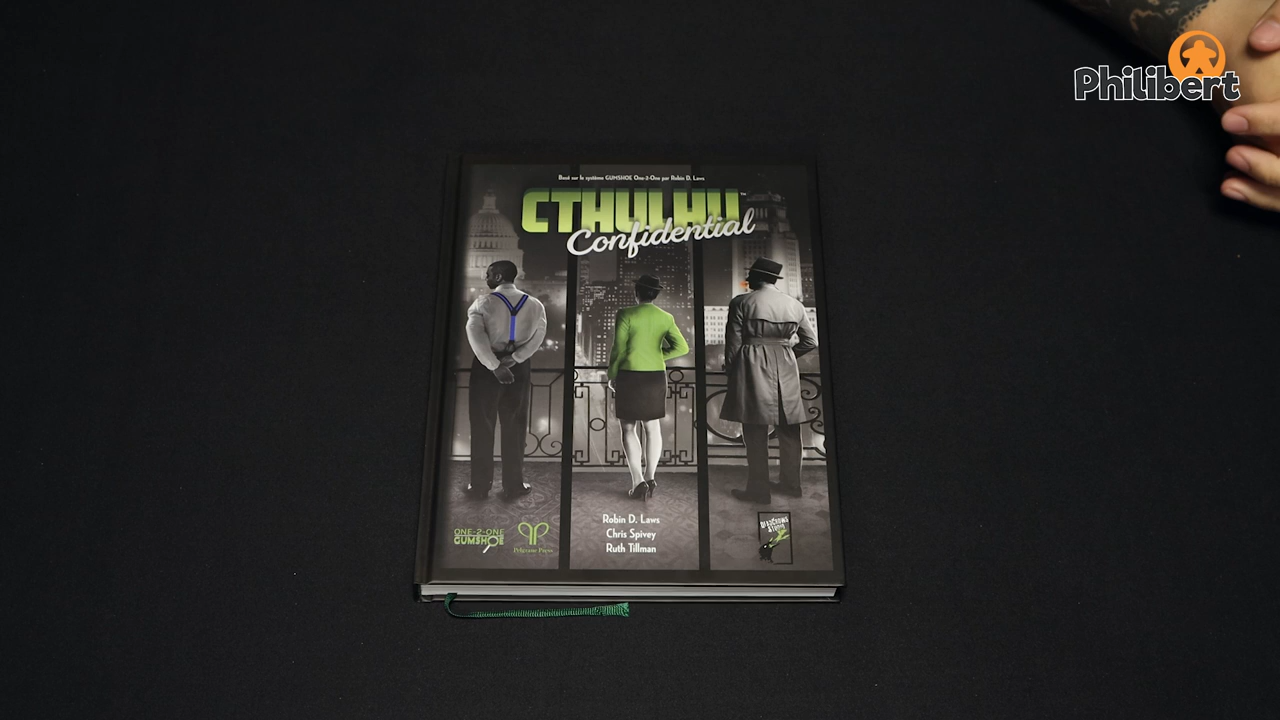 Philibert
Basé sur le système GUMSHOE One-2-One par Robin D. Laws
CTHULHU™
Confidential
Robin D. Laws
Chris Spivey
Ruth Tillman
ONE-2-ONE
GUMSHOE
Pelgrane Press